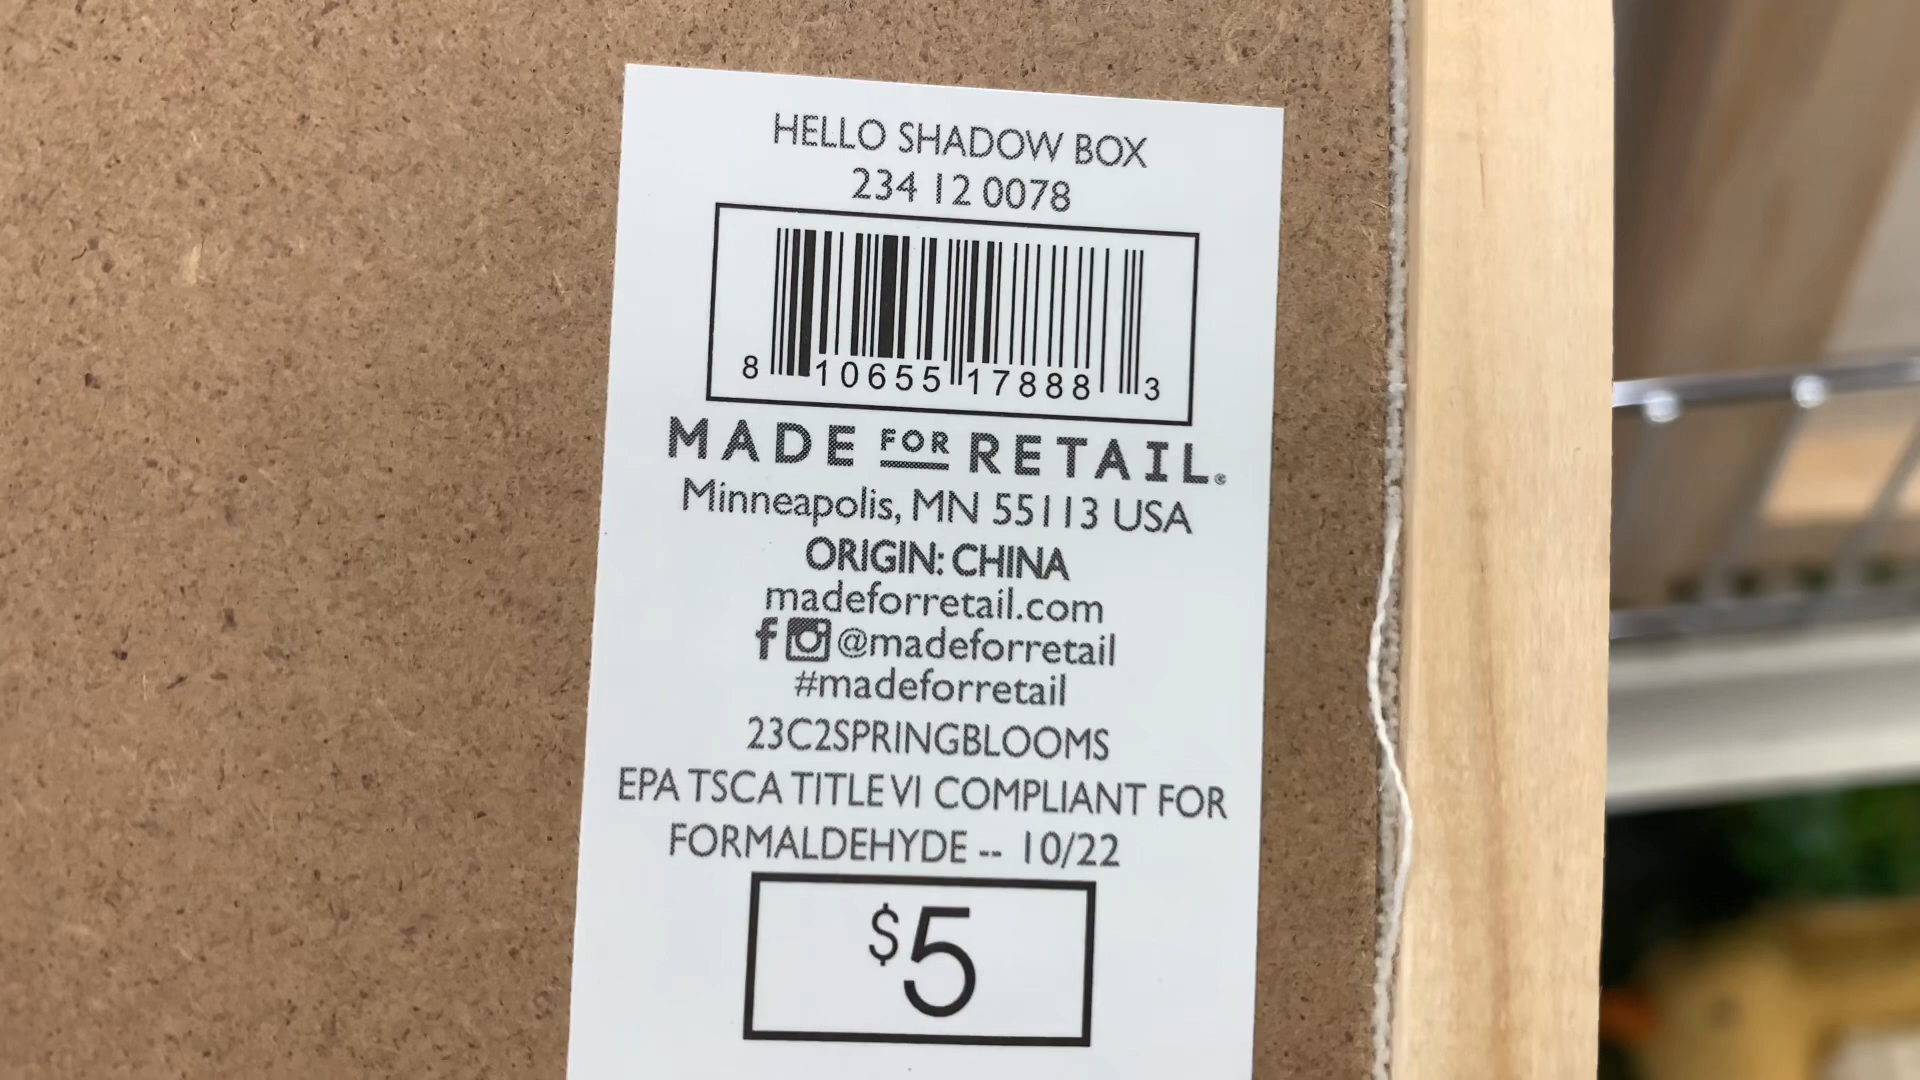 HELLO SHADOW BOX
234 12 0078
8 10655 17888 3
MADE FOR RETAIL®
Minneapolis, MN 55113 USA
ORIGIN: CHINA
madeforretail.com
@madeforretail
#madeforretail
23C2SPRINGBLOOMS
EPA TSCA TITLE VI COMPLIANT FOR
FORMALDEHYDE -- 10/22
$5